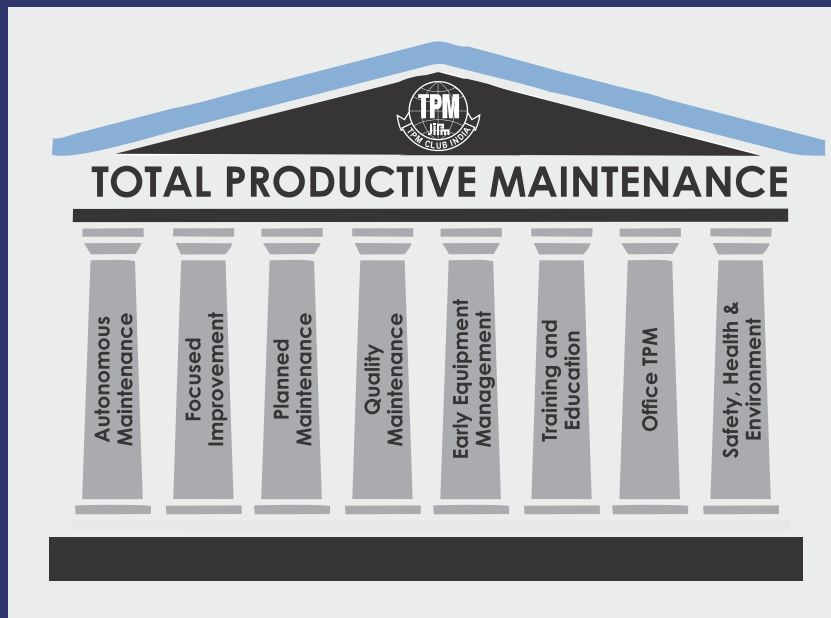 TPM
JIPM
TPM CLUB INDIA
TOTAL PRODUCTIVE MAINTENANCE
Autonomous
Maintenance
Focused
Improvement
Planned
Maintenance
Quality
Maintenance
Early Equipment
Management
Training and
Education
Office TPM
Safety, Health &
Environment